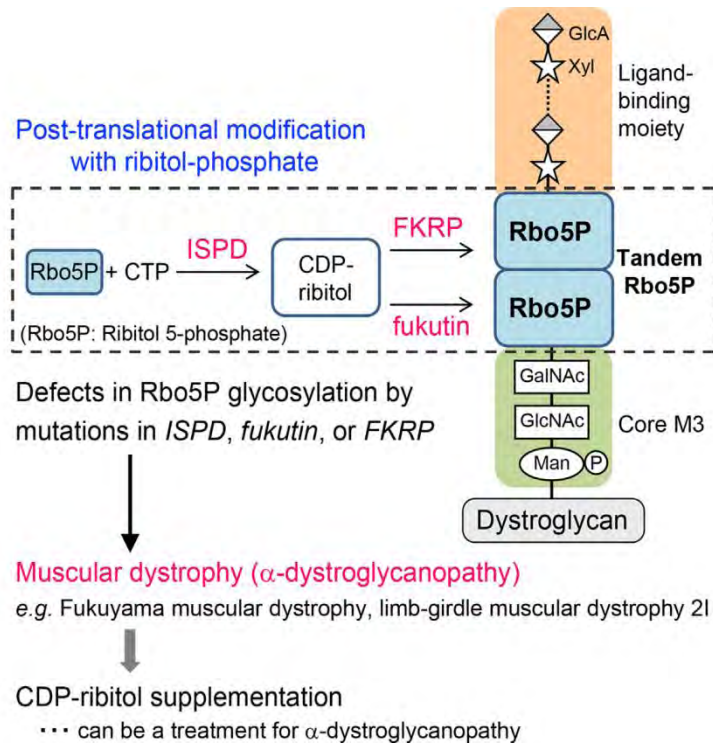 GlcA
Xyl
Ligand-
binding
moiety
Post-translational modification
with ribitol-phosphate
Rbo5P + CTP
ISPD
CDP-
ribitol
FKRP
fukutin
Rbo5P
Rbo5P
Tandem
Rbo5P
(Rbo5P: Ribitol 5-phosphate)
GalNAc
GlcNAc
Man
P
Core M3
Dystroglycan
Defects in Rbo5P glycosylation by
mutations in ISPD, fukutin, or FKRP
Muscular dystrophy (α-dystroglycanopathy)
e.g. Fukuyama muscular dystrophy, limb-girdle muscular dystrophy 2I
CDP-ribitol supplementation
··· can be a treatment for α-dystroglycanopathy